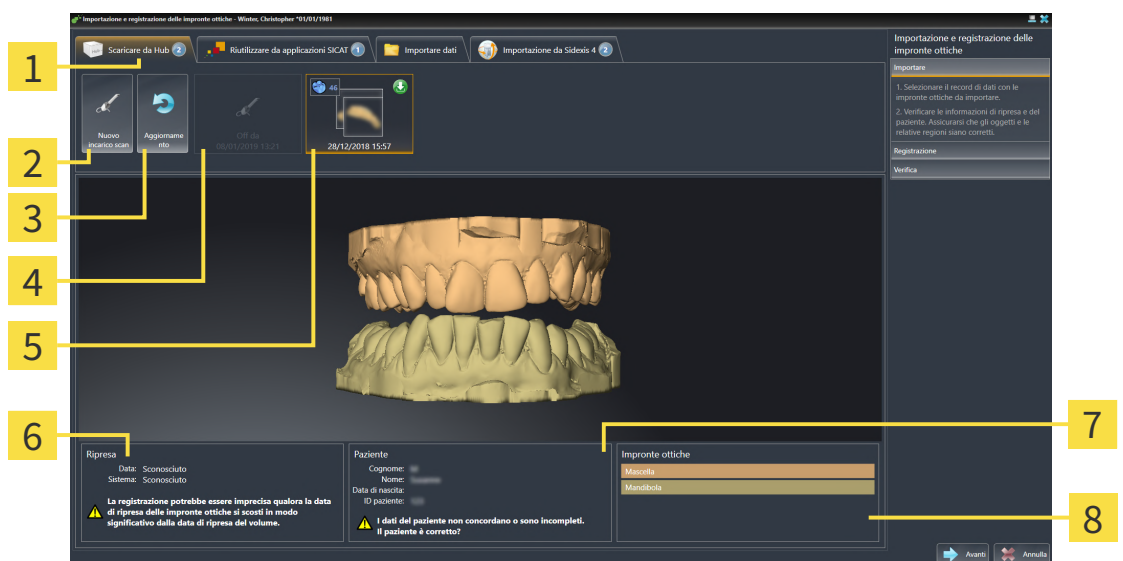 Importazione e registrazione delle impronte ottiche - Winter, Christopher *01/01/1981
Scaricare da Hub 2
Riutilizzare da applicazioni SICAT 1
Importare dati
Importazione da Sidexis 4 2
Importazione e registrazione delle
impronte ottiche
Importare
1. Selezionare il record di dati con le
impronte ottiche da importare.
2. Verificare le informazioni di ripresa e del
paziente. Assicurarsi che gli oggetti e le
relative regioni siano corretti.
Registrazione
Verifica
1
Nuovo
incarico scan
Aggiorname
nto
Off da
08/01/2019 13:21
46
28/12/2018 15:57
2
3
4
5
6
7
8
Ripresa
Data: Sconosciuto
Sistema: Sconosciuto
La registrazione potrebbe essere imprecisa qualora la data
di ripresa delle impronte ottiche si scosti in modo
significativo dalla data di ripresa del volume.
Paziente
Cognome:
Nome:
Data di nascita:
ID paziente:
I dati del paziente non concordano o sono incompleti.
Il paziente è corretto?
Impronte ottiche
Mascella
Mandibola
Avanti
Annulla